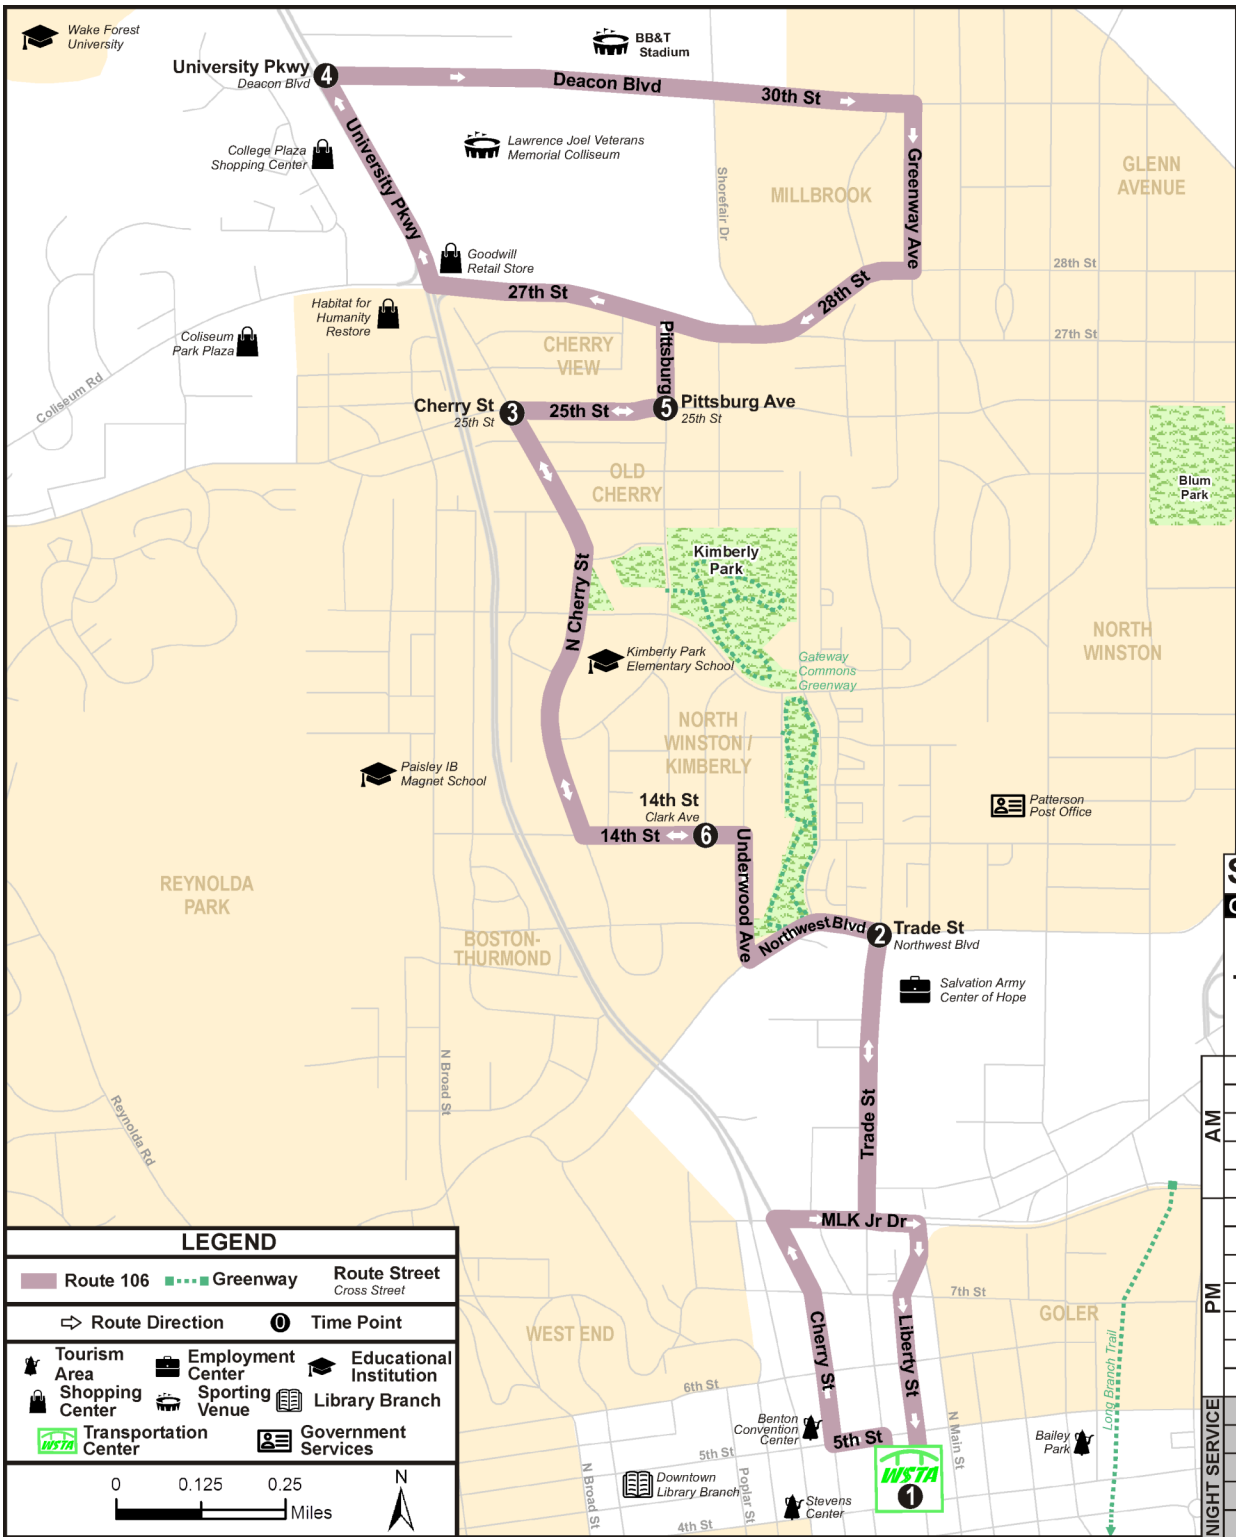 Wake Forest
University
BB&T
Stadium
University Pkwy
Deacon Blvd
4
Deacon Blvd
30th St
University Pkwy
College Plaza
Shopping Center
Lawrence Joel Veterans
Memorial Colliseum
Shorefair Dr
MILLBROOK
Greenway Ave
GLENN
AVENUE
Goodwill
Retail Store
28th St
28th St
27th St
Habitat for
Humanity
Restore
Coliseum
Park Plaza
Pittsburg
27th St
CHERRY
VIEW
Coliseum Rd
Cherry St
25th St
3
25th St
5
Pittsburg Ave
25th St
OLD
CHERRY
Blum
Park
Kimberly
Park
N Cherry St
Kimberly Park
Elementary School
Gateway
Commons
Greenway
NORTH
WINSTON
NORTH
WINSTON /
KIMBERLY
Paisley IB
Magnet School
14th St
Clark Ave
14th St
6
Underwood Ave
Patterson
Post Office
REYNOLDA
PARK
BOSTON-
THURMOND
Northwest Blvd
2
Trade St
Northwest Blvd
Salvation Army
Center of Hope
N Broad St
Reynolda Rd
Trade St
AM
MLK Jr Dr
7th St
GOLER
PM
WEST END
Cherry St
Liberty St
Long Branch Trail
6th St
Benton
Convention
Center
5th St
5th St
N Main St
Bailey
Park
NIGHT SERVICE
N Broad St
Downtown
Library Branch
Poplar St
Stevens
Center
WSTA
1
4th St
LEGEND
Route 106
Greenway
Route Street
Cross Street
Route Direction
0
Time Point
Tourism
Area
Employment
Center
Educational
Institution
Shopping
Center
Sporting
Venue
Library Branch
WSTA
Transportation
Center
Government
Services
0
0.125
0.25
Miles
N